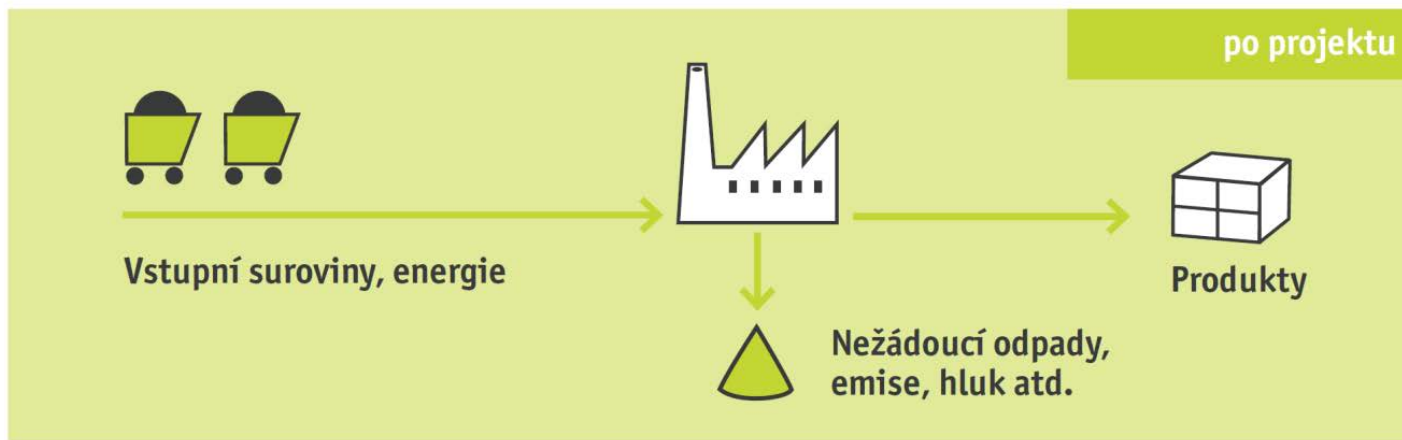 po projektu
Vstupní suroviny, energie
Produkty
Nežádoucí odpady,
emise, hluk atd.